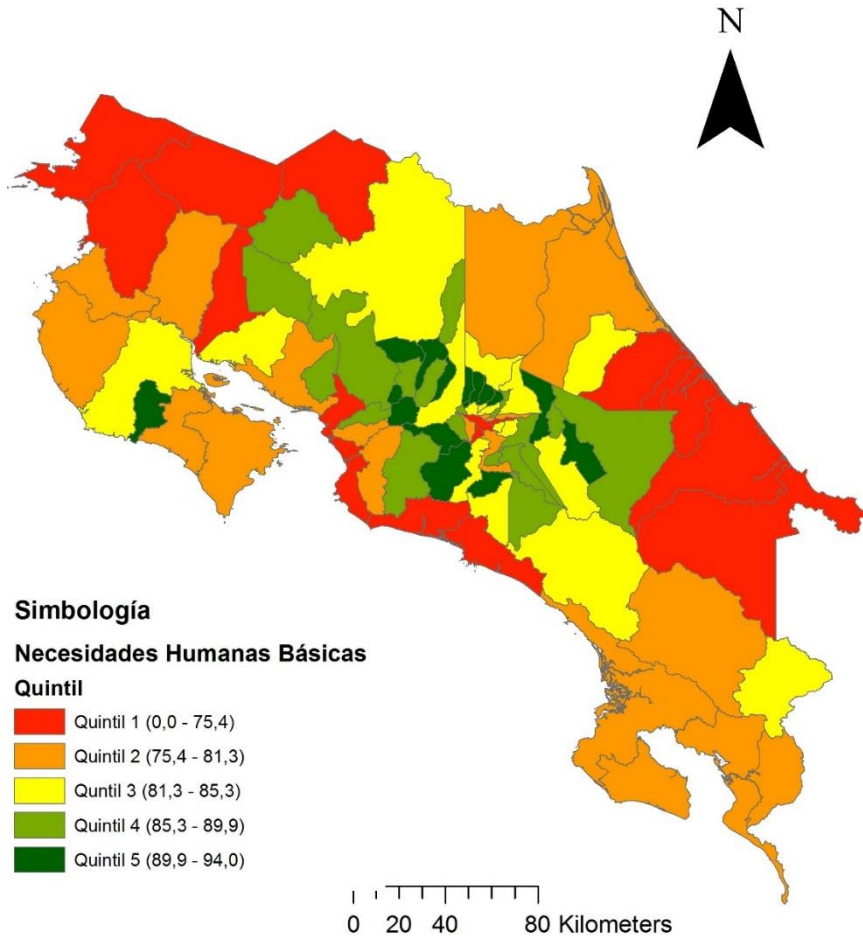 N
Simbología
Necesidades Humanas Básicas
Quintil
Quintil 1 (0,0 - 75,4)
Quintil 2 (75,4 - 81,3)
Quntil 3 (81,3 - 85,3)
Quintil 4 (85,3 - 89,9)
Quintil 5 (89,9 - 94,0)
0 20 40 80 Kilometers